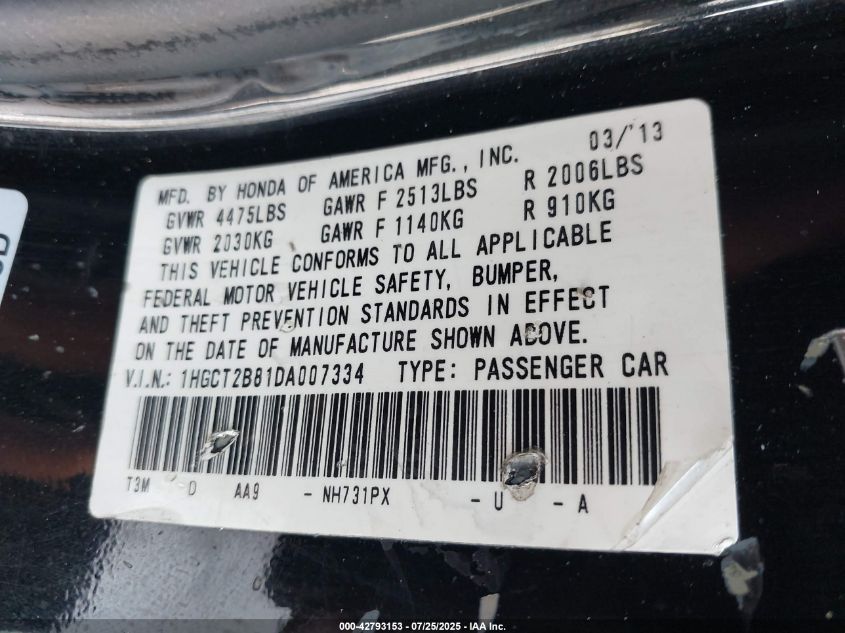 03/'13
MFD. BY HONDA OF AMERICA MFG., INC.
GVWR 4475LBS GAWR F 2513LBS R 2006LBS
GVWR 2030KG GAWR F 1140KG R 910KG
THIS VEHICLE CONFORMS TO ALL APPLICABLE
FEDERAL MOTOR VEHICLE SAFETY, BUMPER,
AND THEFT PREVENTION STANDARDS IN EFFECT
ON THE DATE OF MANUFACTURE SHOWN ABOVE.
V.I.N.: 1HGCT2B81DA007334 TYPE: PASSENGER CAR
T3M D AA9 - NH731PX - U - A
000-42793153 - 07/25/2025 - IAA Inc.